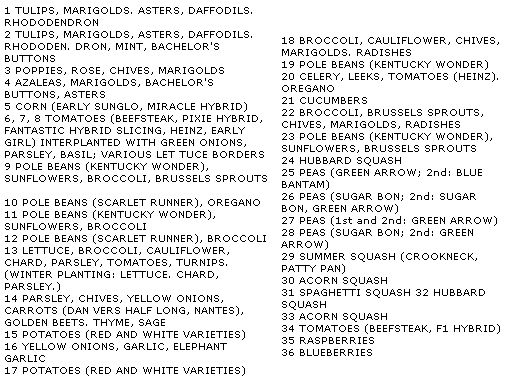 1 TULIPS, MARIGOLDS. ASTERS, DAFFODILS.
RHODODENDRON
2 TULIPS, MARIGOLDS, ASTERS, DAFFODILS.
RHODODEN. DRON, MINT, BACHELOR'S
BUTTONS
3 POPPIES, ROSE, CHIVES, MARIGOLDS
4 AZALEAS, MARIGOLDS, BACHELOR'S
BUTTONS, ASTERS
5 CORN (EARLY SUNGLO, MIRACLE HYBRID)
6, 7, 8 TOMATOES (BEEFSTEAK, PIXIE HYBRID,
FANTASTIC HYBRID SLICING, HEINZ, EARLY
GIRL) INTERPLANTED WITH GREEN ONIONS,
PARSLEY, BASIL; VARIOUS LET TUCE BORDERS
9 POLE BEANS (KENTUCKY WONDER),
SUNFLOWERS, BROCCOLI, BRUSSELS SPROUTS
10 POLE BEANS (SCARLET RUNNER), OREGANO
11 POLE BEANS (KENTUCKY WONDER),
SUNFLOWERS, BROCCOLI
12 POLE BEANS (SCARLET RUNNER), BROCCOLI
13 LETTUCE, BROCCOLI, CAULIFLOWER,
CHARD, PARSLEY, TOMATOES, TURNIPS.
(WINTER PLANTING: LETTUCE. CHARD,
PARSLEY.)
14 PARSLEY, CHIVES, YELLOW ONIONS,
CARROTS (DAN VERS HALF LONG, NANTES),
GOLDEN BEETS. THYME, SAGE
15 POTATOES (RED AND WHITE VARIETIES)
16 YELLOW ONIONS, GARLIC, ELEPHANT
GARLIC
17 POTATOES (RED AND WHITE VARIETIES)
18 BROCCOLI, CAULIFLOWER, CHIVES,
MARIGOLDS. RADISHES
19 POLE BEANS (KENTUCKY WONDER)
20 CELERY, LEEKS, TOMATOES (HEINZ).
OREGANO
21 CUCUMBERS
22 BROCCOLI, BRUSSELS SPROUTS,
CHIVES, MARIGOLDS, RADISHES
23 POLE BEANS (KENTUCKY WONDER),
SUNFLOWERS, BRUSSELS SPROUTS
24 HUBBARD SQUASH
25 PEAS (GREEN ARROW; 2nd: BLUE
BANTAM)
26 PEAS (SUGAR BON; 2nd: SUGAR
BON, GREEN ARROW)
27 PEAS (1st and 2nd: GREEN ARROW)
28 PEAS (SUGAR BON; 2nd: GREEN
ARROW)
29 SUMMER SQUASH (CROOKNECK,
PATTY PAN)
30 ACORN SQUASH
31 SPAGHETTI SQUASH 32 HUBBARD
SQUASH
33 ACORN SQUASH
34 TOMATOES (BEEFSTEAK, F1 HYBRID)
35 RASPBERRIES
36 BLUEBERRIES